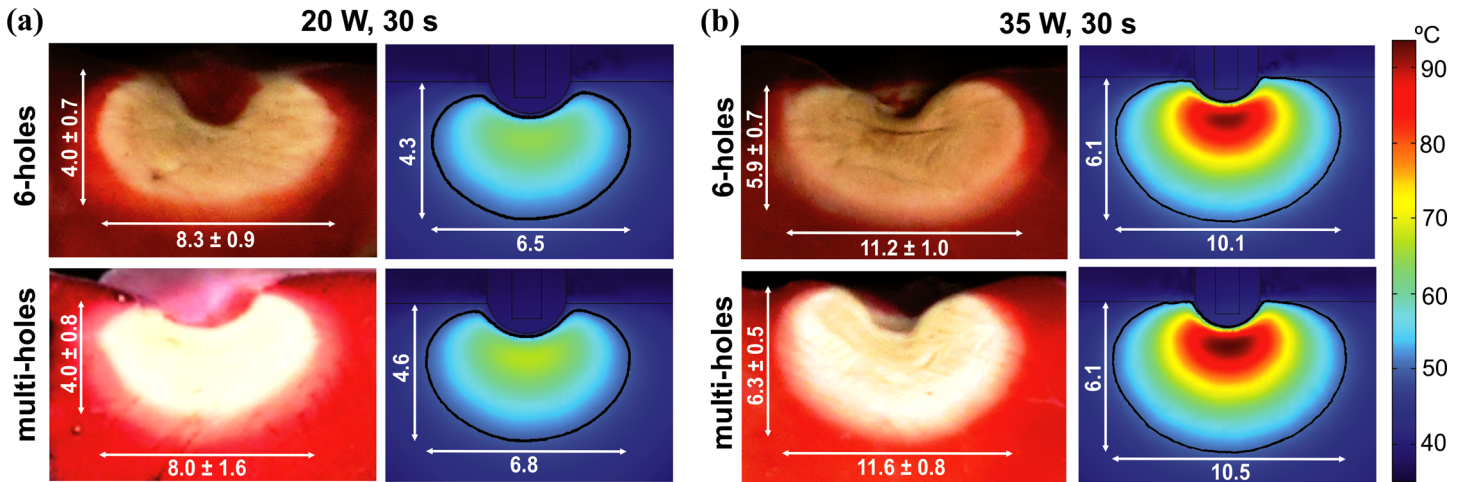 (a)
20 W, 30 s
(b)
35 W, 30 s
ºC
6-holes
4.0 ± 0.7
8.3 ± 0.9
4.3
6.5
6-holes
5.9 ± 0.7
11.2 ± 1.0
6.1
10.1
multi-holes
4.0 ± 0.8
8.0 ± 1.6
4.6
6.8
multi-holes
6.3 ± 0.5
11.6 ± 0.8
6.1
10.5
90
80
70
60
50
40